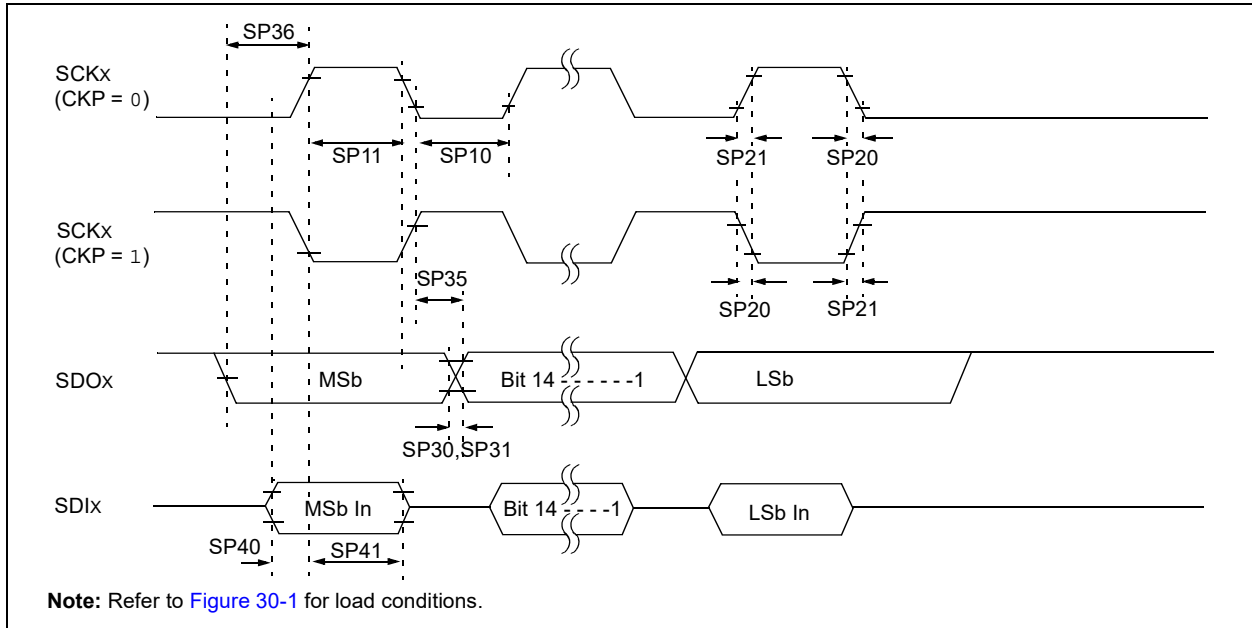 SP36
SCKx
(CKP = 0)
SP11
SP10
SP21
SP20
SCKx
(CKP = 1)
SP35
SP20
SP21
SDOx
MSb
Bit 14 - - - - - -1
LSb
SP30,SP31
SDIx
MSb In
Bit 14 - - - -1
LSb In
SP40
SP41
Note: Refer to Figure 30-1 for load conditions.